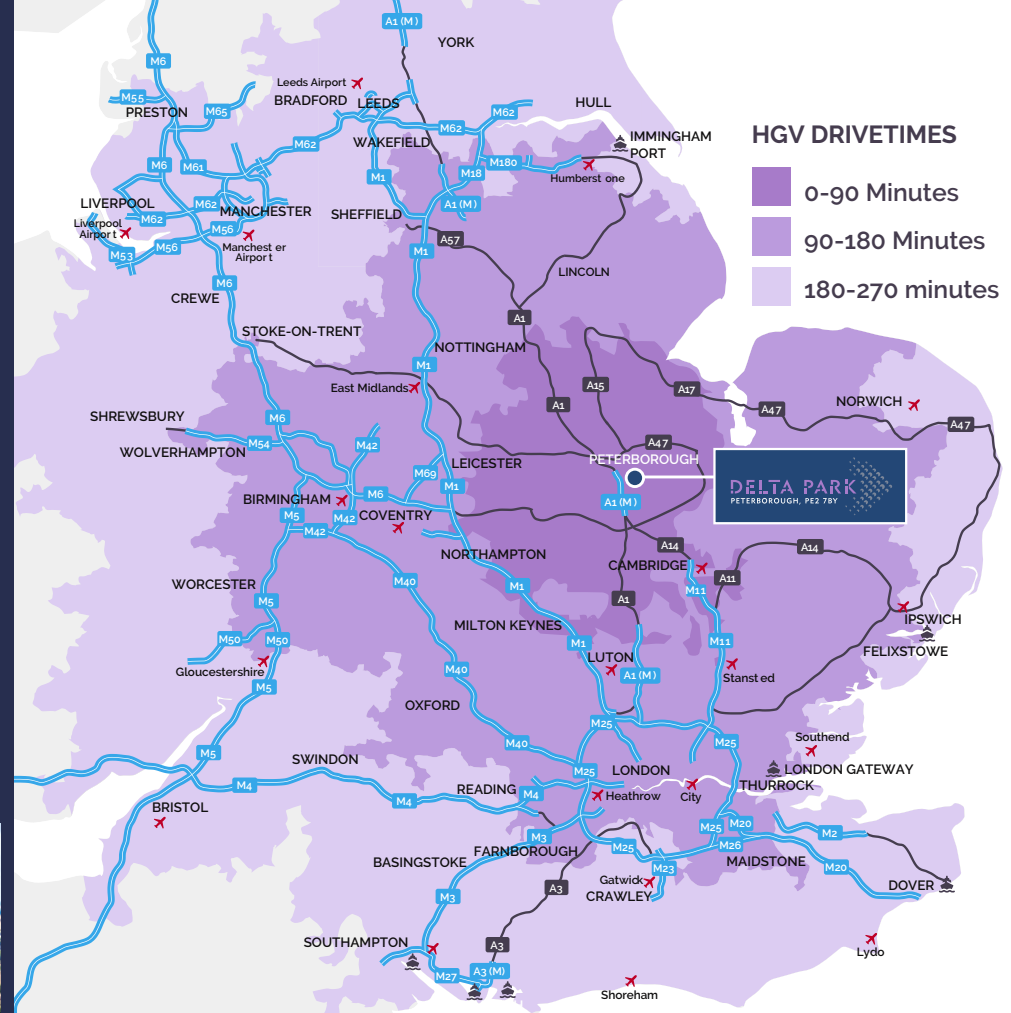 A1 (M )
YORK
M6
Leeds Airport
BRADFORD
LEEDS
M55
PRESTON
M65
M62
HULL
M62
M62
WAKEFIELD
IMMINGHAM
PORT
HGV DRIVETIMES
0-90 Minutes
90-180 Minutes
180-270 minutes
M6
M61
M1
M18
M180
Humberst one
LIVERPOOL
M62
MANCHESTER
A1 (M )
SHEFFIELD
Liverpool
Airpor t
M62
M56
M56
M53
Manchest er
Airpor t
A57
M1
LINCOLN
M6
CREWE
A1
STOKE-ON-TRENT
NOTTINGHAM
M1
East Midlands
A15
A17
A1
A47
NORWICH
A47
SHREWSBURY
M6
M54
M42
WOLVERHAMPTON
A47
PETERBOROUGH
LEICESTER
M69
M1
DELTA PARK
PETERBOROUGH, PE2 7BY
BIRMINGHAM
M6
A1 (M )
M5
M42
COVENTRY
M42
NORTHAMPTON
A14
A14
CAMBRIDGE
A11
WORCESTER
M40
M1
M11
M5
A1
IPSWICH
MILTON KEYNES
M50
M50
M1
M11
FELIXSTOWE
LUTON
Gloucestershire
M40
A1 (M )
Stanst ed
M5
OXFORD
M25
M5
M40
M25
Southend
SWINDON
M25
LONDON
LONDON GATEWAY
M4
READING
M4
THURROCK
M4
Heathrow
City
BRISTOL
M3
M25
M20
M2
FARNBOROUGH
M25
M26
BASINGSTOKE
M23
MAIDSTONE
M20
Gatwick
CRAWLEY
A3
DOVER
M3
SOUTHAMPTON
A3
Lydo
M27
A3 (M)
Shoreham